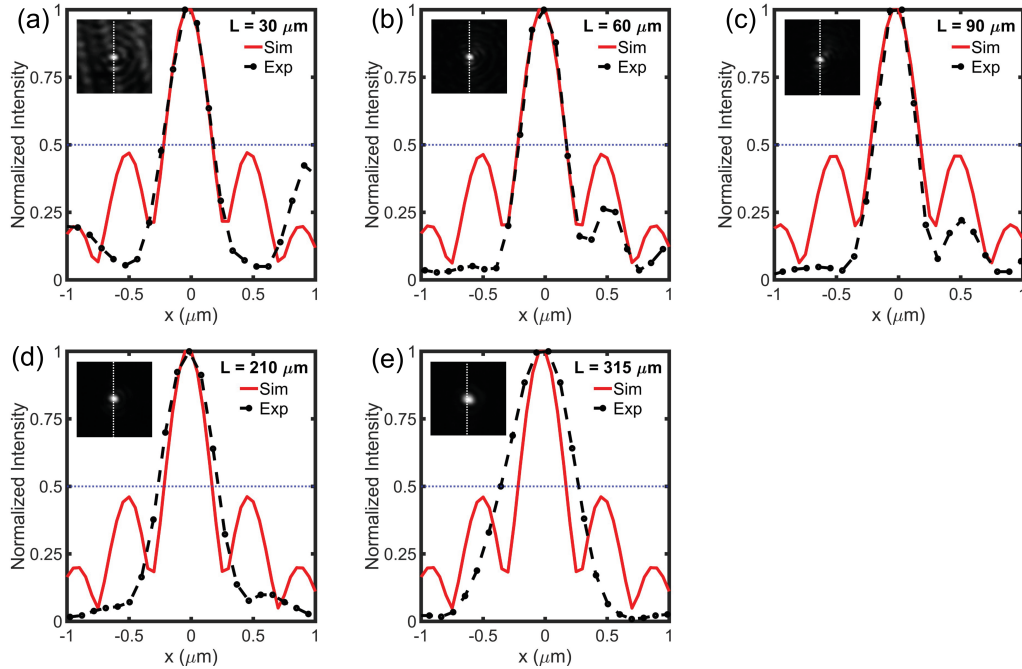 (a)
L = 30 μm
Sim
Exp
Normalized Intensity
1
0.75
0.5
0.25
0
-1 -0.5 0 0.5 1
x (μm)
(b)
L = 60 μm
Sim
Exp
Normalized Intensity
1
0.75
0.5
0.25
0
-1 -0.5 0 0.5 1
x (μm)
(c)
L = 90 μm
Sim
Exp
Normalized Intensity
1
0.75
0.5
0.25
0
-1 -0.5 0 0.5 1
x (μm)
(d)
L = 210 μm
Sim
Exp
Normalized Intensity
1
0.75
0.5
0.25
0
-1 -0.5 0 0.5 1
x (μm)
(e)
L = 315 μm
Sim
Exp
Normalized Intensity
1
0.75
0.5
0.25
0
-1 -0.5 0 0.5 1
x (μm)